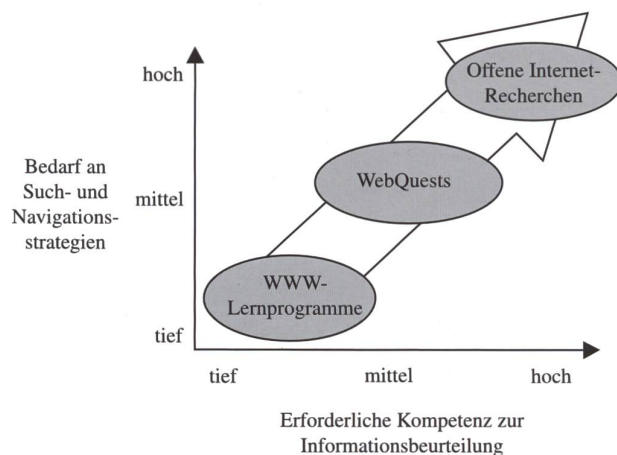 hoch
Offene Internet-
Recherchen
Bedarf an
Such- und
Navigations-
strategien
mittel
WebQuests
WWW-
Lernprogramme
tief
tief mittel hoch
Erforderliche Kompetenz zur
Informationsbeurteilung